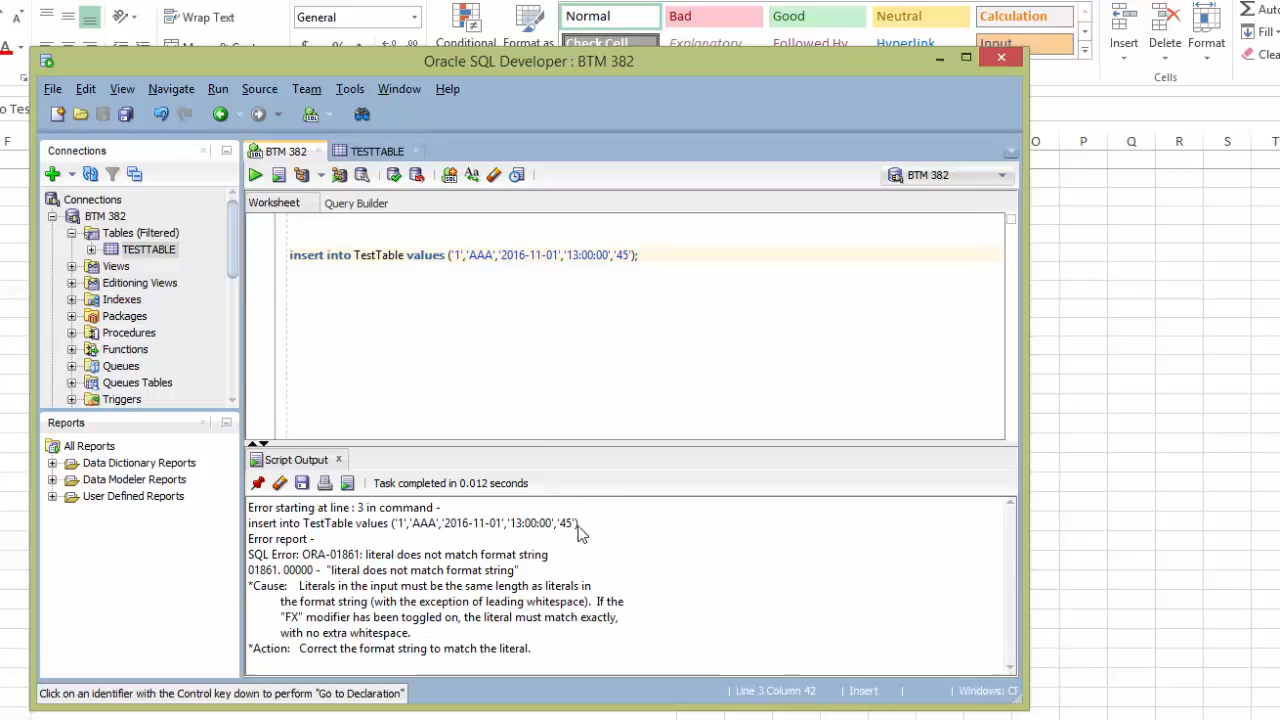 Wrap Text
General
Normal
Bad
Good
Neutral
Calculation
Check Cell
Explanatory
Followed Hy
Hyperlink
Input
Conditional
Format as
Insert
Delete
Format
Auto
Fill
Clea
Cells
Oracle SQL Developer : BTM 382
File Edit View Navigate Run Source Team Tools Window Help
o Tes
F
O P Q R S T
Connections
BTM 382
TESTTABLE
BTM 382
Worksheet
Query Builder
Connections
BTM 382
Tables (Filtered)
TESTTABLE
Views
Editioning Views
Indexes
Packages
Procedures
Functions
Queues
Queues Tables
Triggers
insert into TestTable values ('1','AAA','2016-11-01','13:00:00','45');
Reports
All Reports
Data Dictionary Reports
Data Modeler Reports
User Defined Reports
Script Output
Task completed in 0.012 seconds
Error starting at line : 3 in command -
insert into TestTable values ('1','AAA','2016-11-01','13:00:00','45')
Error report -
SQL Error: ORA-01861: literal does not match format string
01861. 00000 - "literal does not match format string"
*Cause: Literals in the input must be the same length as literals in
the format string (with the exception of leading whitespace). If the
"FX" modifier has been toggled on, the literal must match exactly,
with no extra whitespace.
*Action: Correct the format string to match the literal.
Click on an identifier with the Control key down to perform "Go to Declaration"
Line 3 Column 42
Insert
Windows: C